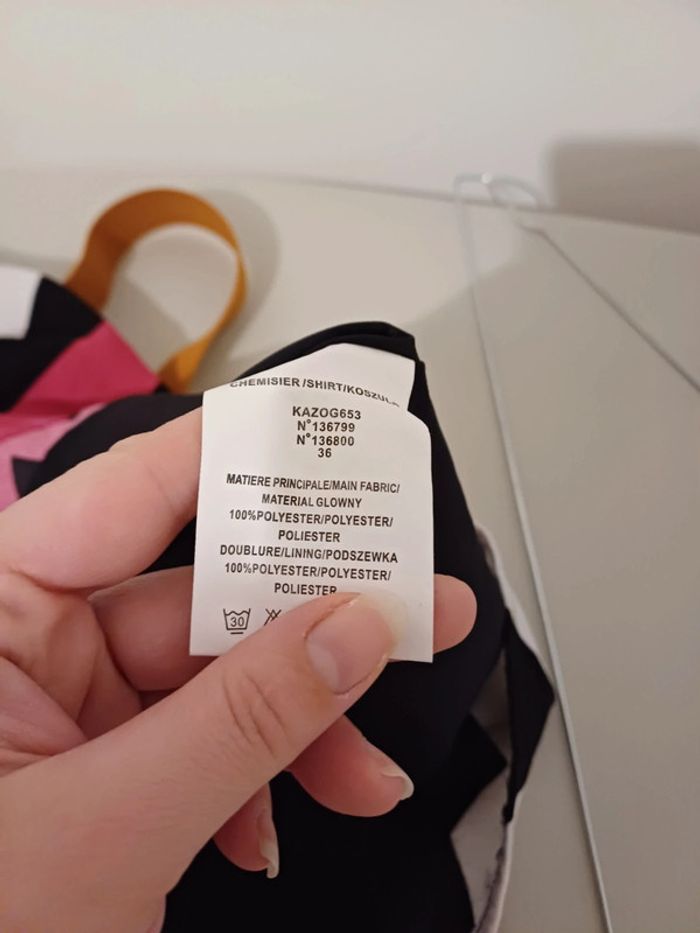 CHEMISIER /SHIRT/KOSZULA
KAZOG653
N°136799
N°136800
36
MATIERE PRINCIPALE/MAIN FABRIC/
MATERIAL GLOWNY
100%POLYESTER/POLYESTER/
POLIESTER
DOUBLURE/LINING/PODSZEWKA
100%POLYESTER/POLYESTER/
POLIESTER
30